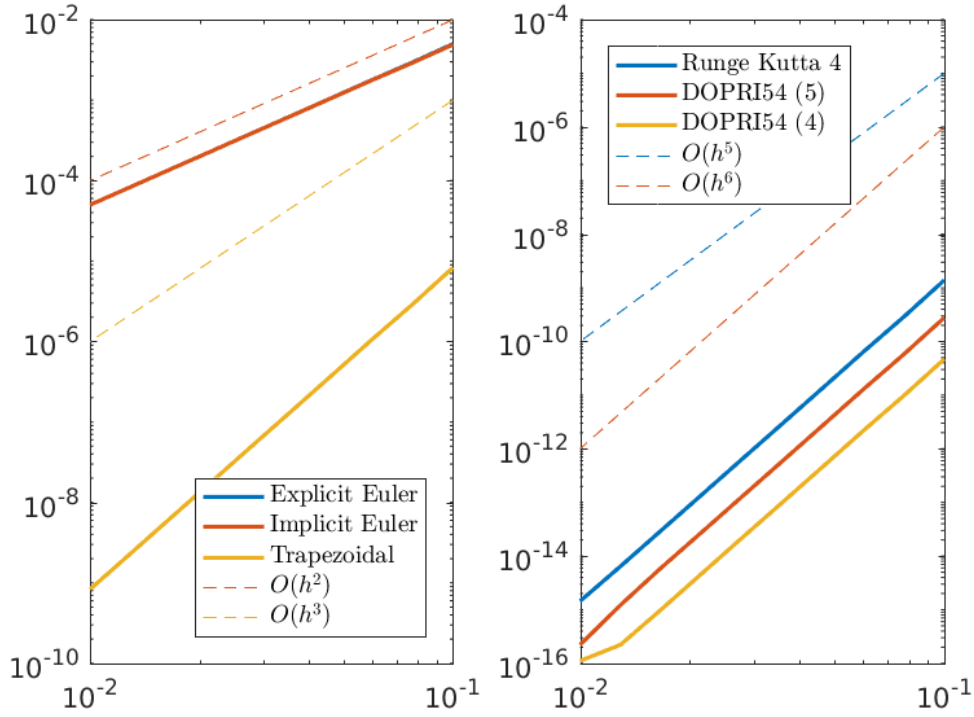 10^-2
10^-4
10^-6
10^-8
10^-10
10^-2
10^-1
Explicit Euler
Implicit Euler
Trapezoidal
O(h^2)
O(h^3)
10^-4
10^-6
10^-8
10^-10
10^-12
10^-14
10^-16
10^-2
10^-1
Runge Kutta 4
DOPRI54 (5)
DOPRI54 (4)
O(h^5)
O(h^6)